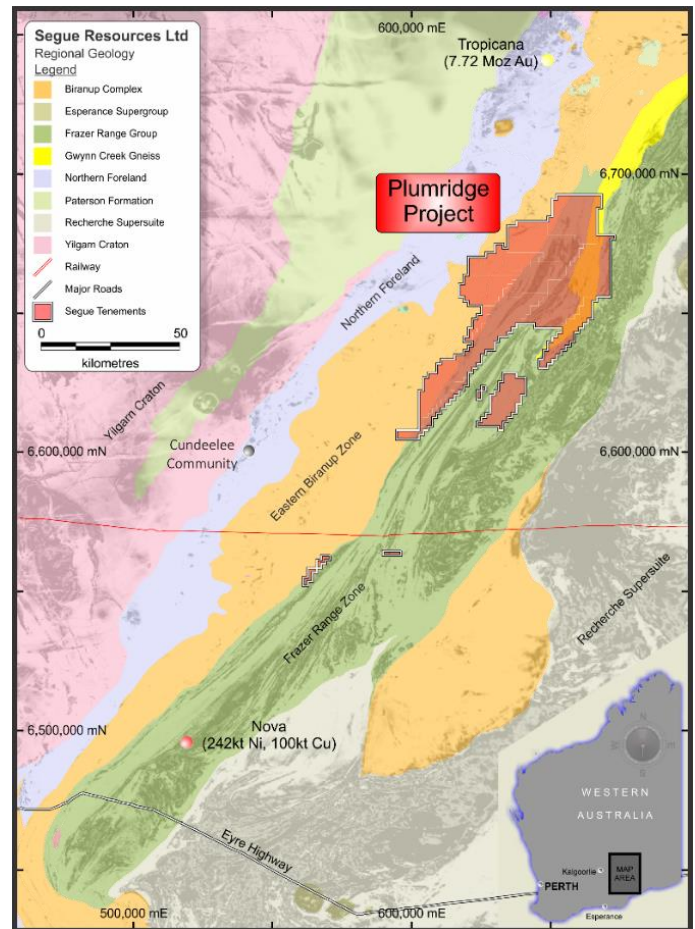 Segue Resources Ltd
Regional Geology
Legend
Biranup Complex
Esperance Supergroup
Frazer Range Group
Gwynn Creek Gneiss
Northern Foreland
Paterson Formation
Recherche Supersuite
Yilgarn Craton
Railway
Major Roads
Segue Tenements
0 50
kilometres
600,000 mE
Tropicana
(7.72 Moz Au)
6,700,000 mN
Plumridge
Project
Northern Foreland
Yilgarn Craton
Cundeelee
Community
6,600,000 mN
6,600,000 mN
Eastern Biranup Zone
Frazer Range Zone
Recherche Supersuite
6,500,000 mN
Nova
(242kt Ni, 100kt Cu)
Eyre Highway
500,000 mE
600,000 mE
N
W
E
S
WESTERN
AUSTRALIA
Kalgoorlie
MAP
AREA
PERTH
Esperance